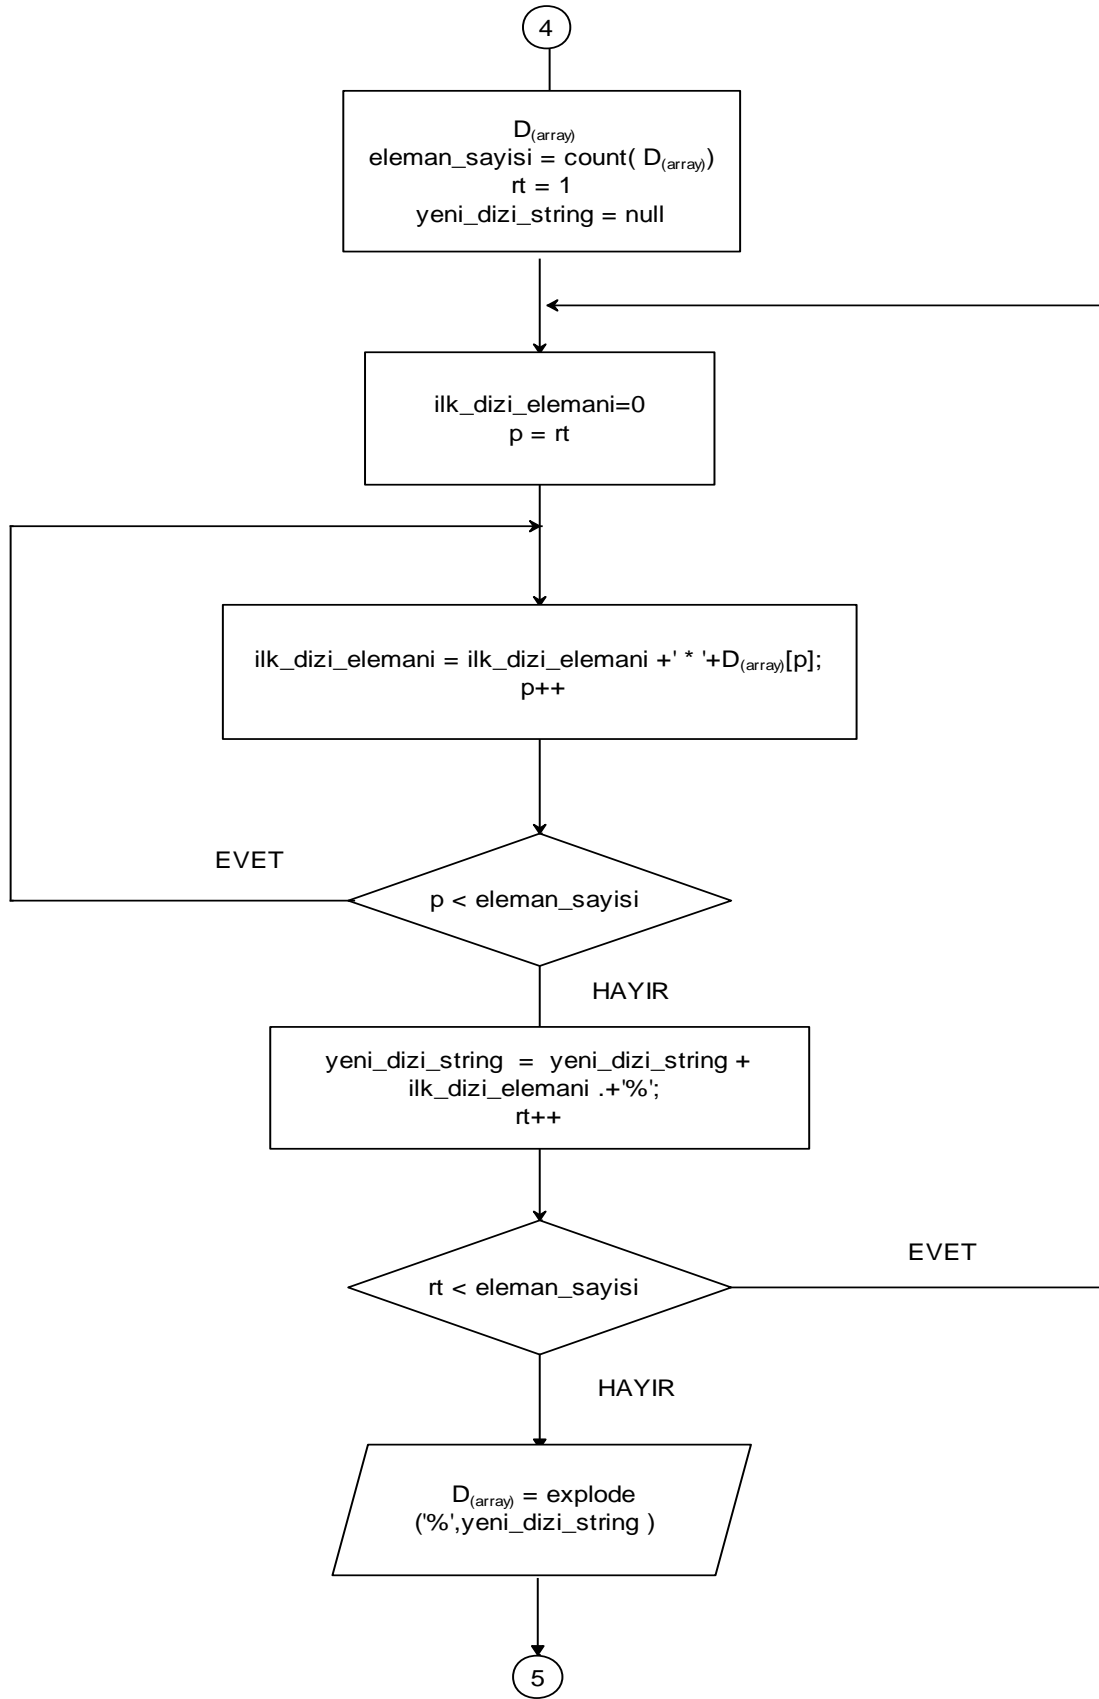 4
D(array)
eleman_sayisi = count( D(array))
rt = 1
yeni_dizi_string = null
ilk_dizi_elemani=0
p = rt
ilk_dizi_elemani = ilk_dizi_elemani +' * '+D(array)[p];
p++
EVET
p < eleman_sayisi
HAYIR
yeni_dizi_string  =  yeni_dizi_string +
ilk_dizi_elemani .+'%';
rt++
EVET
rt < eleman_sayisi
HAYIR
D(array) = explode
('%',yeni_dizi_string )
5